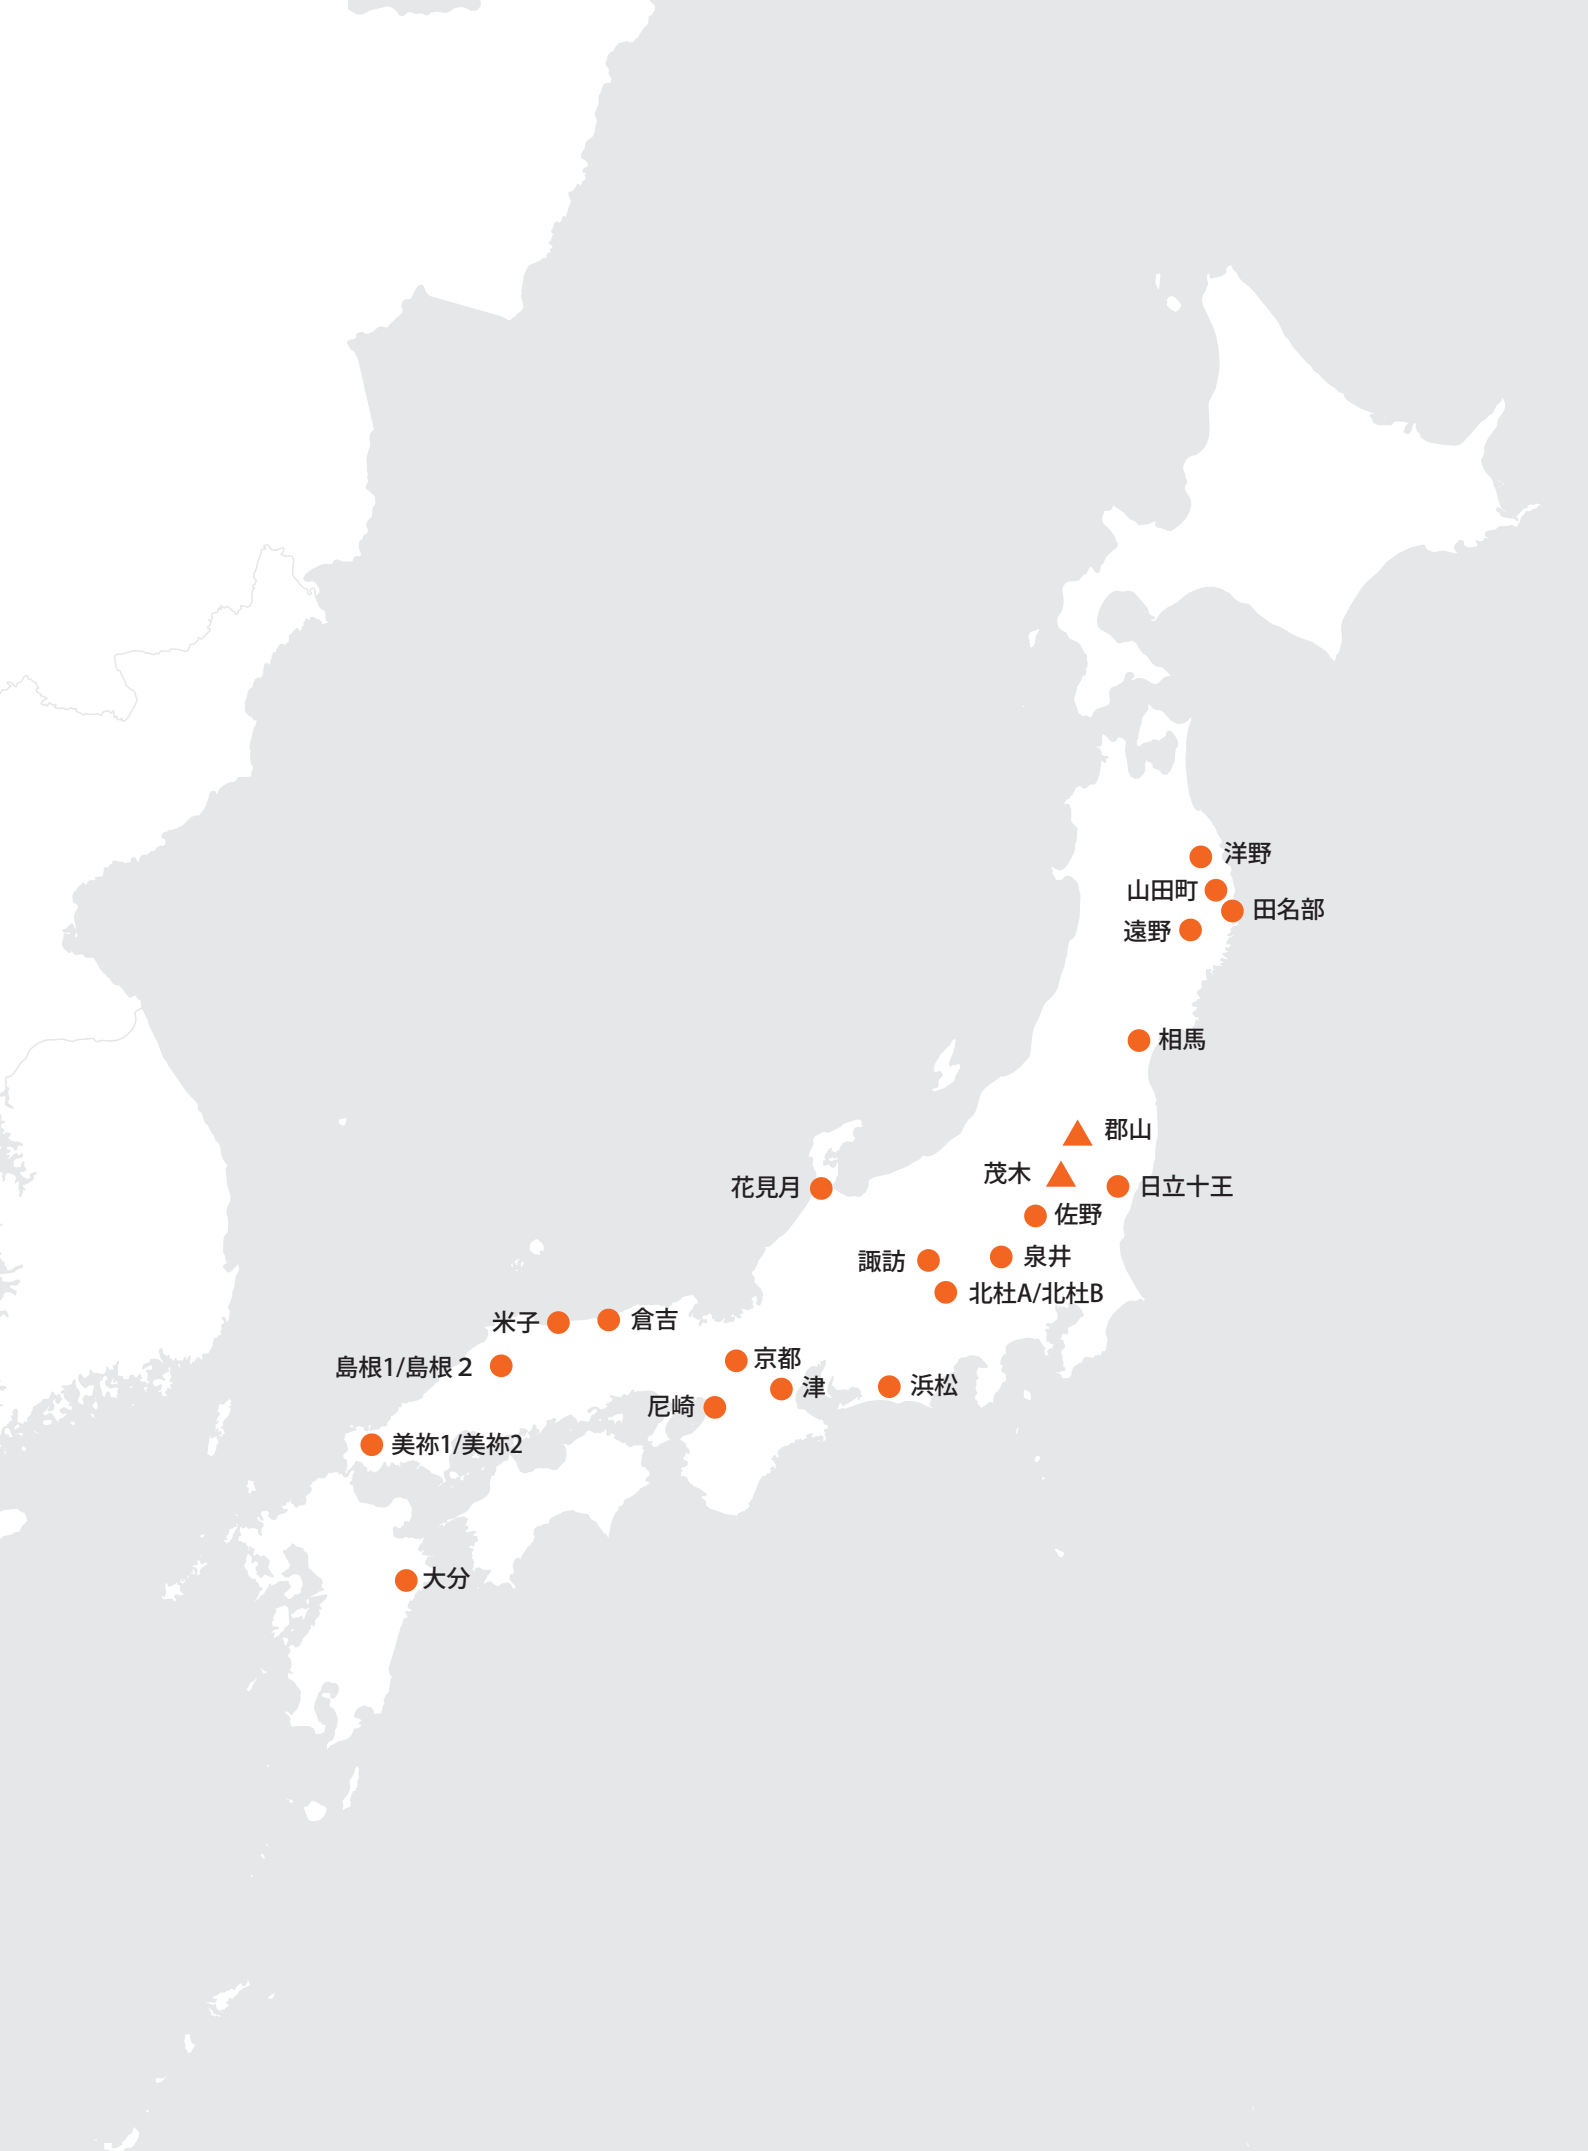 洋野
山田町
田名部
遠野
相馬
郡山
茂木
日立十王
花見月
佐野
諏訪
泉井
北杜A/北杜B
米子
倉吉
島根1/島根２
京都
津
浜松
尼崎
美祢1/美祢2
大分